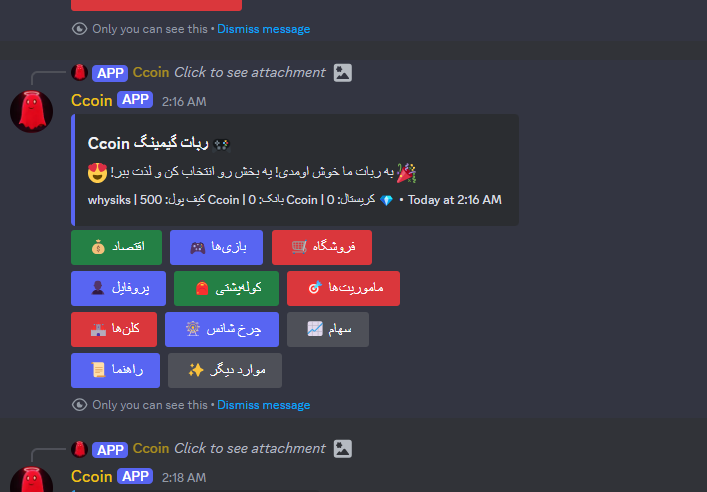 Only you can see this • Dismiss message
APP Ccoin Click to see attachment
Ccoin APP 2:16 AM
ربات گیمینگ Ccoin
به ربات ما خوش اومدی! یه بخش رو انتخاب کن و لذت ببر!
whysiks | 500 :کیف پول Ccoin | 0 :بانک Ccoin | 0 :کریستال 💎 • Today at 2:16 AM
اقتصاد
بازی‌ها
فروشگاه
پروفایل
کوله‌پشتی
ماموریت‌ها
کلن‌ها
چرخ شانس
سهام
راهنما
موارد دیگر
Only you can see this • Dismiss message
APP Ccoin Click to see attachment
Ccoin APP 2:18 AM